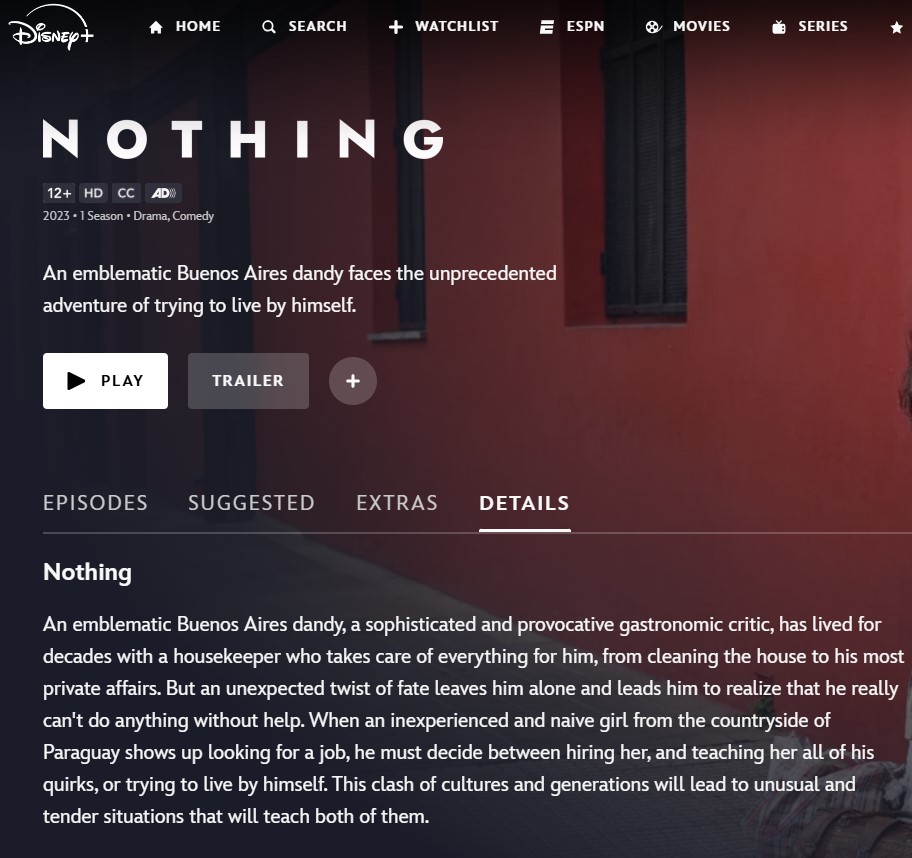 Disney+
HOME
SEARCH
WATCHLIST
ESPN
MOVIES
SERIES
NOTHING
12+ HD CC AD
2023 • 1 Season • Drama, Comedy
An emblematic Buenos Aires dandy faces the unprecedented
adventure of trying to live by himself.
PLAY
TRAILER
EPISODES
SUGGESTED
EXTRAS
DETAILS
Nothing
An emblematic Buenos Aires dandy, a sophisticated and provocative gastronomic critic, has lived for
decades with a housekeeper who takes care of everything for him, from cleaning the house to his most
private affairs. But an unexpected twist of fate leaves him alone and leads him to realize that he really
can't do anything without help. When an inexperienced and naive girl from the countryside of
Paraguay shows up looking for a job, he must decide between hiring her, and teaching her all of his
quirks, or trying to live by himself. This clash of cultures and generations will lead to unusual and
tender situations that will teach both of them.